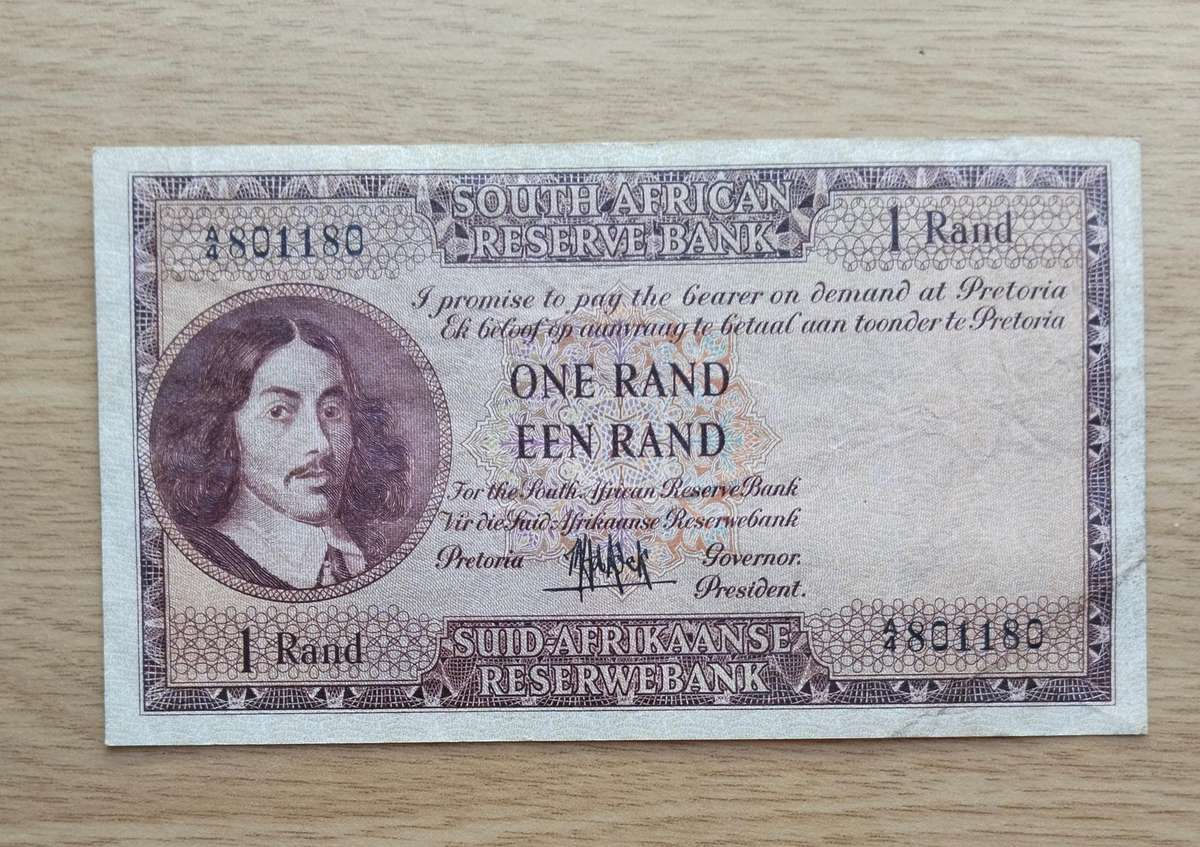 SOUTH AFRICAN
RESERVE BANK
A/4 801180
1 Rand
I promise to pay the bearer on demand at Pretoria
Ek beloof op aanvraag te betaal aan toonder te Pretoria
ONE RAND
EEN RAND
For the South African Reserve Bank
Vir die Suid-Afrikaanse Reserwebank
Pretoria
Governor.
President.
A/4 801180
1 Rand
SUID-AFRIKAANSE
RESERWEBANK